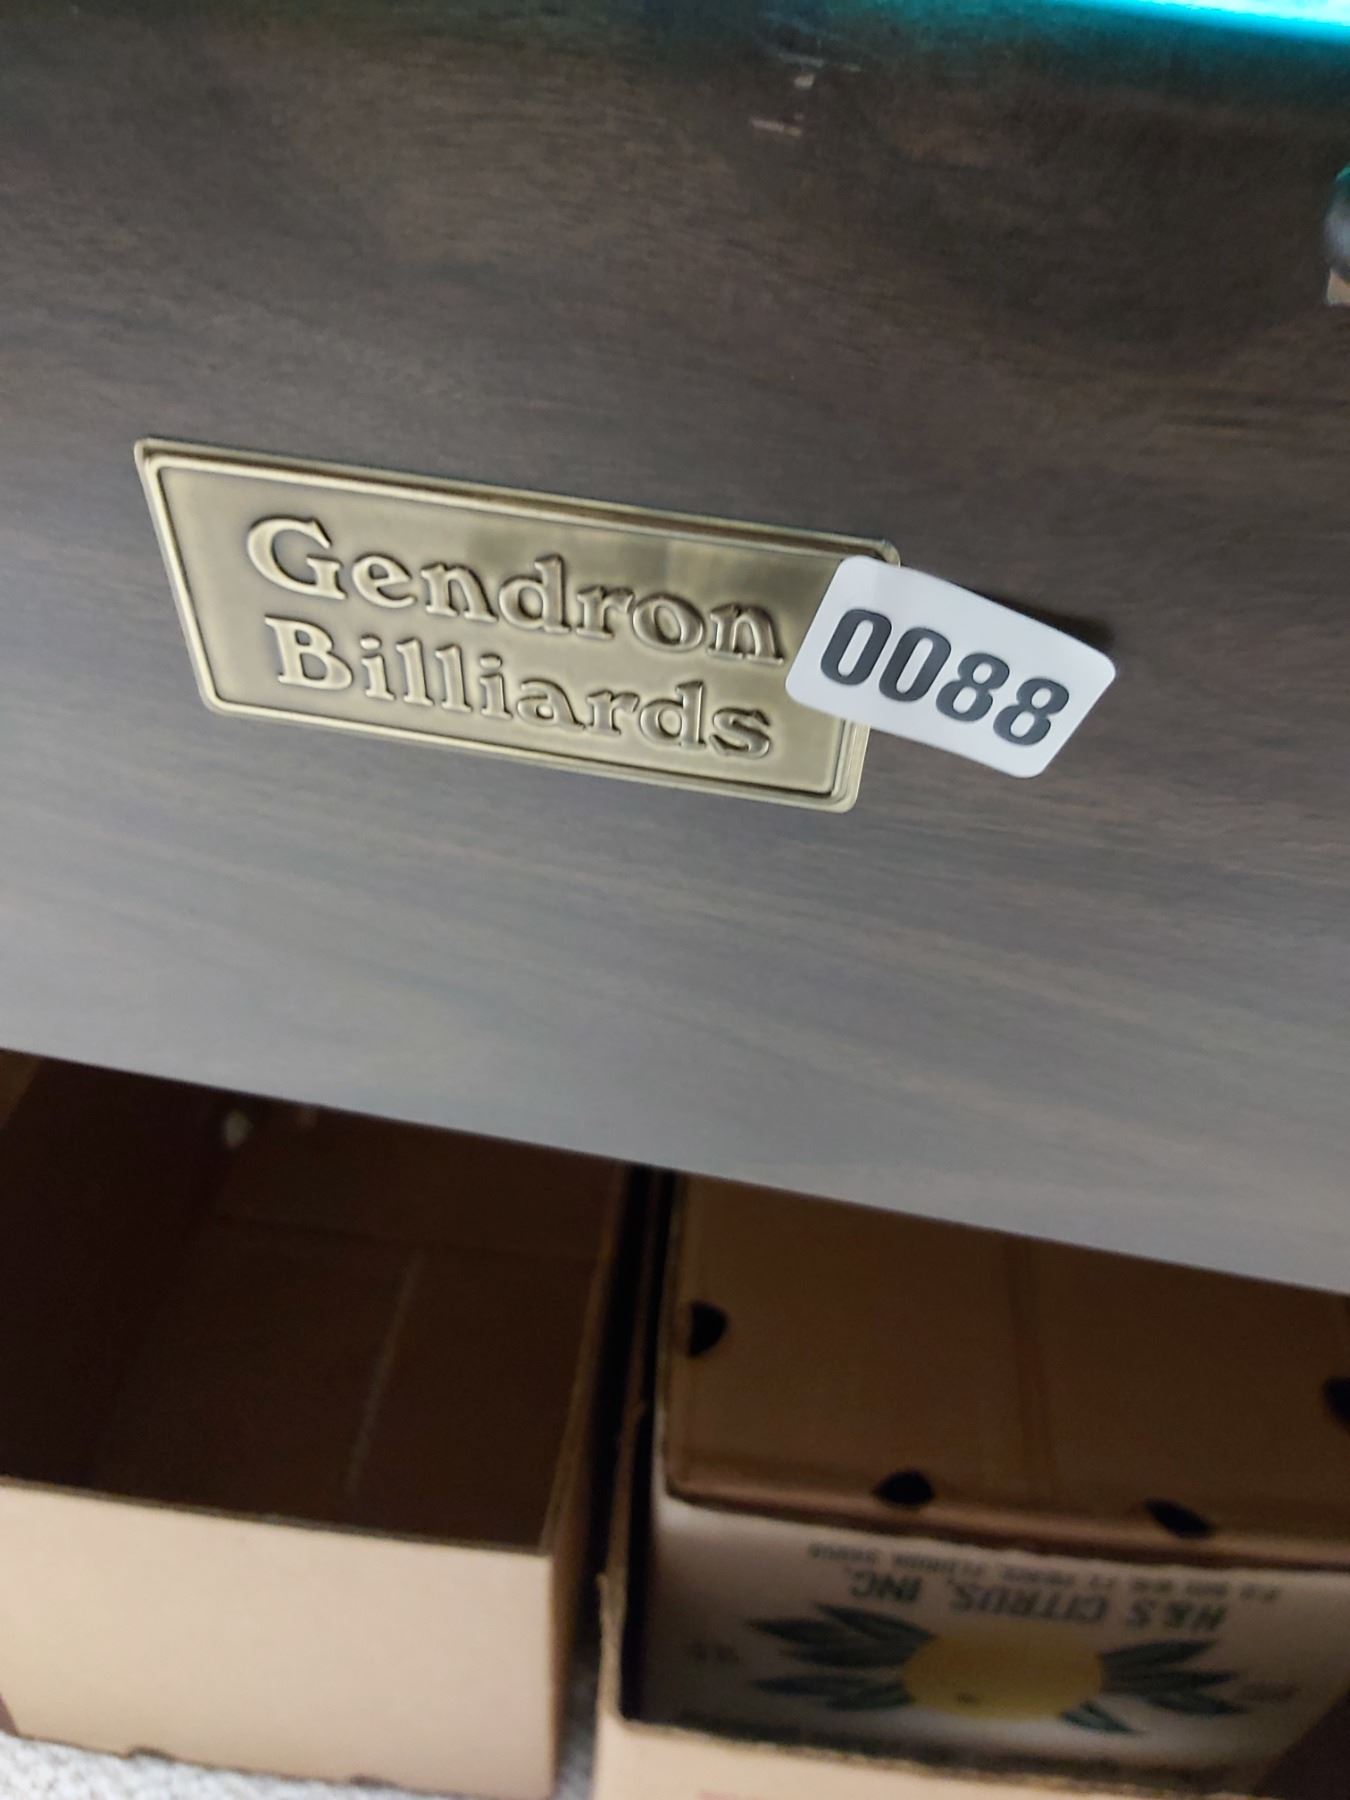 Gendron
Billiards
0088
H&S CITRUS, INC.